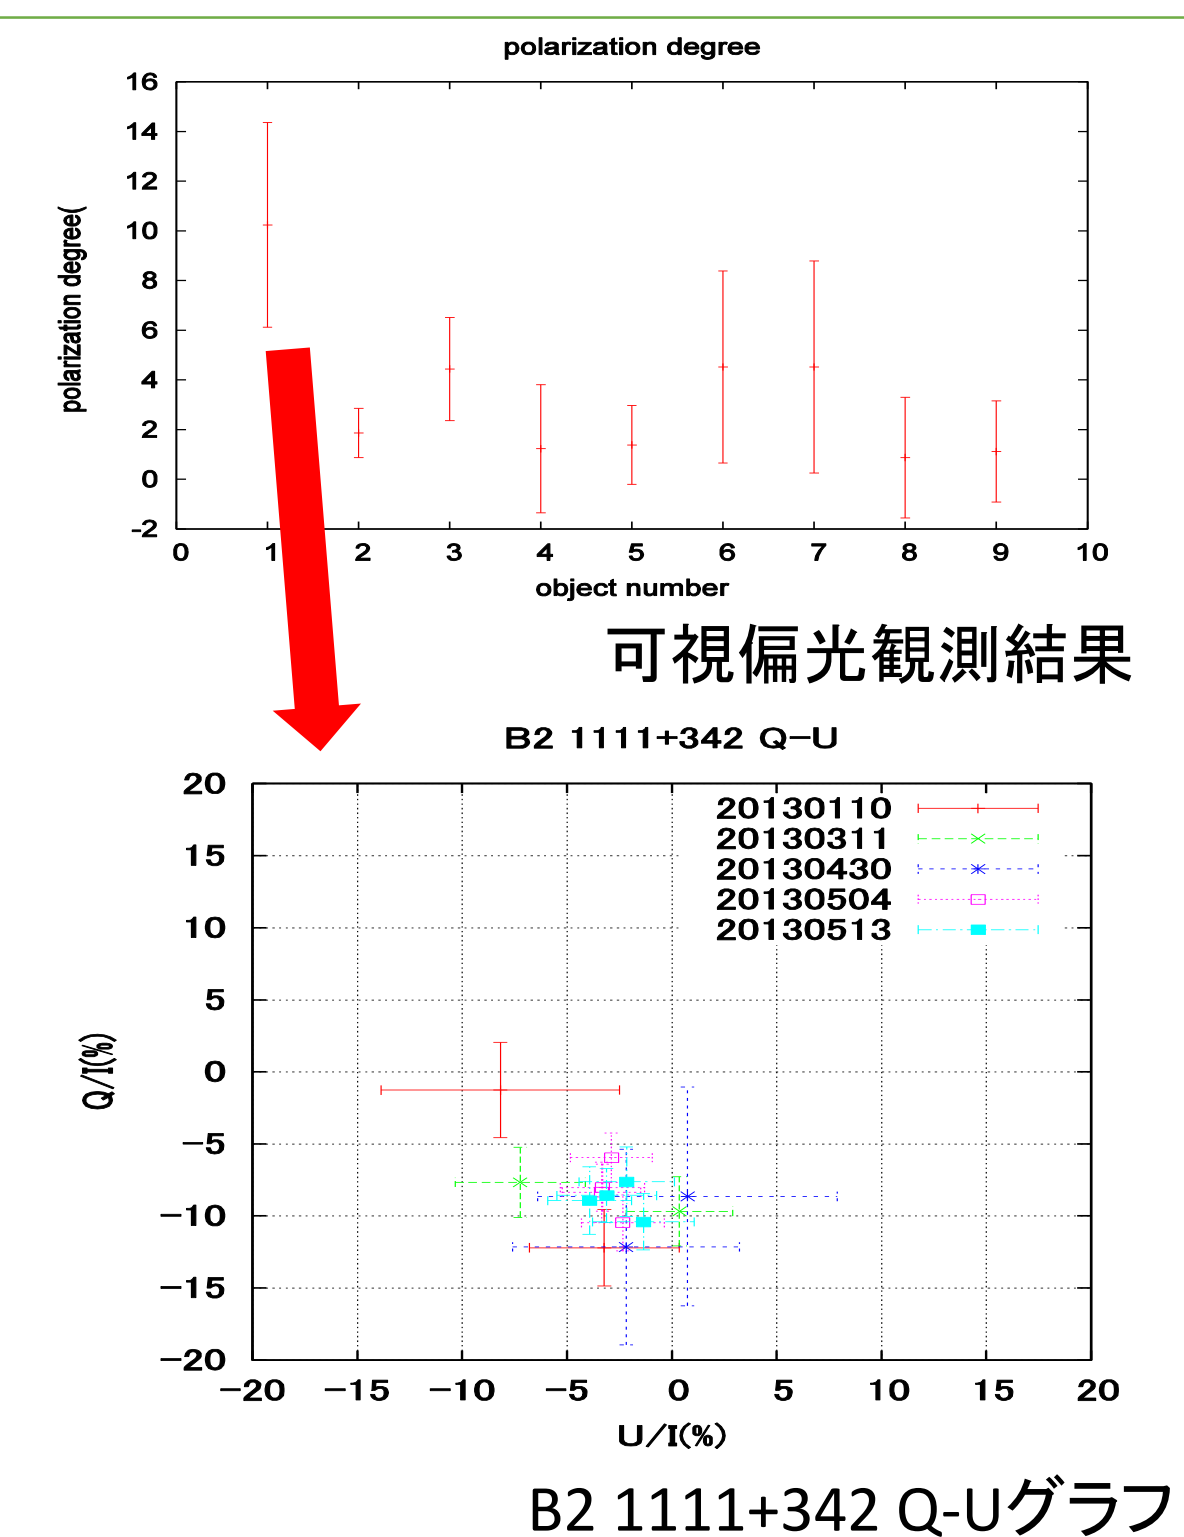 polarization degree
16
14
12
10
8
6
4
2
0
-2
polarization degree(
0 1 2 3 4 5 6 7 8 9 10
object number
可視偏光観測結果
B2 1111+342 Q−U
20130110
20130311
20130430
20130504
20130513
20
15
10
5
0
−5
−10
−15
−20
Q/I(%)
−20 −15 −10 −5 0 5 10 15 20
U/I(%)
B2 1111+342 Q-Uグラフ